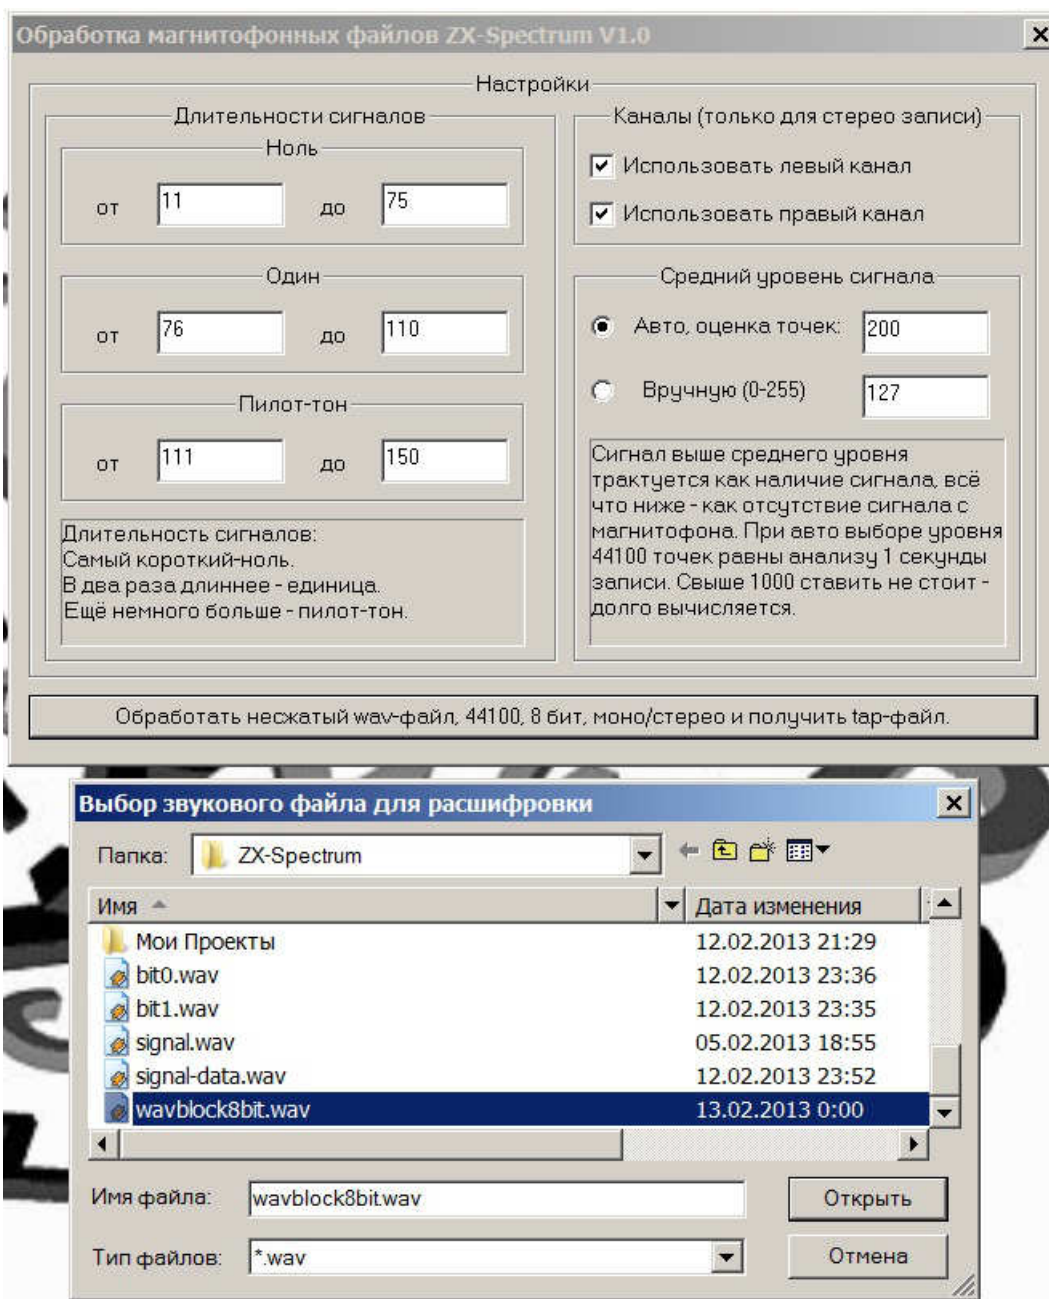 Обработка магнитофонных файлов ZX-Spectrum V1.0
Настройки
Длительности сигналов
Ноль
от 11 до 75
Один
от 76 до 110
Пилот-тон
от 111 до 150
Длительность сигналов:
Самый короткий-ноль.
В два раза длиннее - единица.
Ещё немного больше - пилот-тон.
Каналы (только для стерео записи)
Использовать левый канал
Использовать правый канал
Средний уровень сигнала
Авто, оценка точек: 200
Вручную (0-255) 127
Сигнал выше среднего уровня
трактуется как наличие сигнала, всё
что ниже - как отсутствие сигнала с
магнитофона. При авто выборе уровня
44100 точек равны анализу 1 секунды
записи. Свыше 1000 ставить не стоит -
долго вычисляется.
Обработать несжатый wav-файл, 44100, 8 бит, моно/стерео и получить tap-файл.
Выбор звукового файла для расшифровки
Папка: ZX-Spectrum
Имя Дата изменения
Мои Проекты 12.02.2013 21:29
bit0.wav 12.02.2013 23:36
bit1.wav 12.02.2013 23:35
signal.wav 05.02.2013 18:55
signal-data.wav 12.02.2013 23:52
wavblock8bit.wav 13.02.2013 0:00
Имя файла: wavblock8bit.wav Открыть
Тип файлов: *.wav Отмена